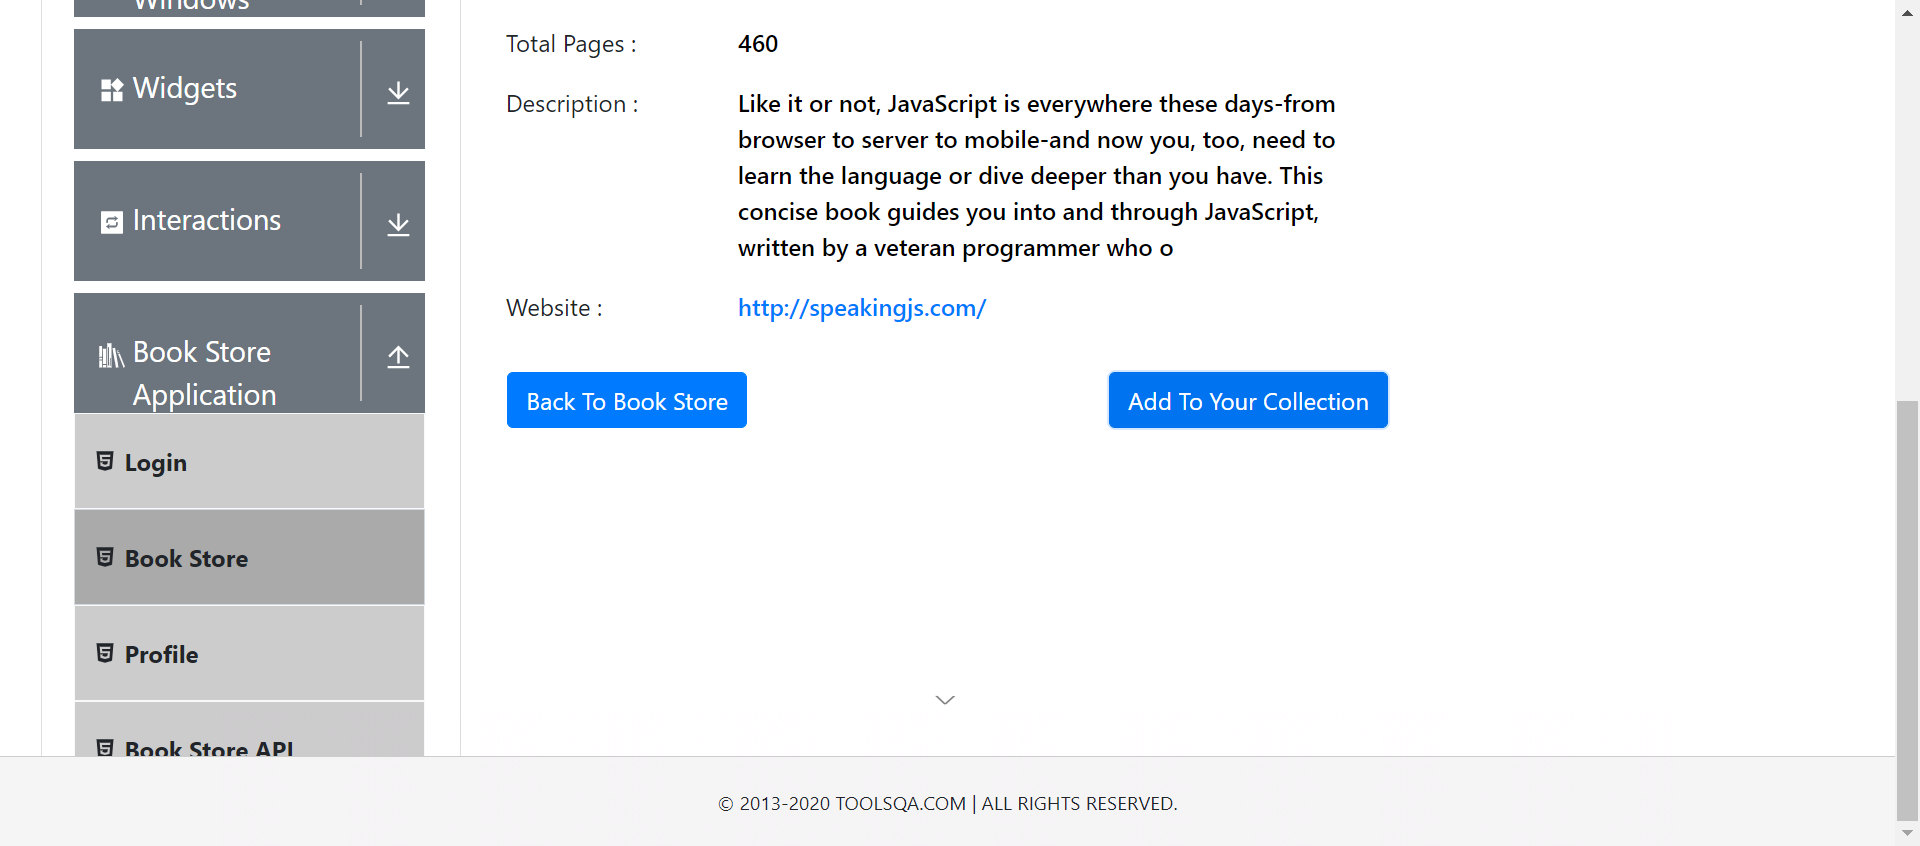 Windows
Widgets
Interactions
Book Store
Application
Login
Book Store
Profile
Book Store API
Total Pages :
460
Description :
Like it or not, JavaScript is everywhere these days-from
browser to server to mobile-and now you, too, need to
learn the language or dive deeper than you have. This
concise book guides you into and through JavaScript,
written by a veteran programmer who o
Website :
http://speakingjs.com/
Back To Book Store
Add To Your Collection
© 2013-2020 TOOLSQA.COM | ALL RIGHTS RESERVED.